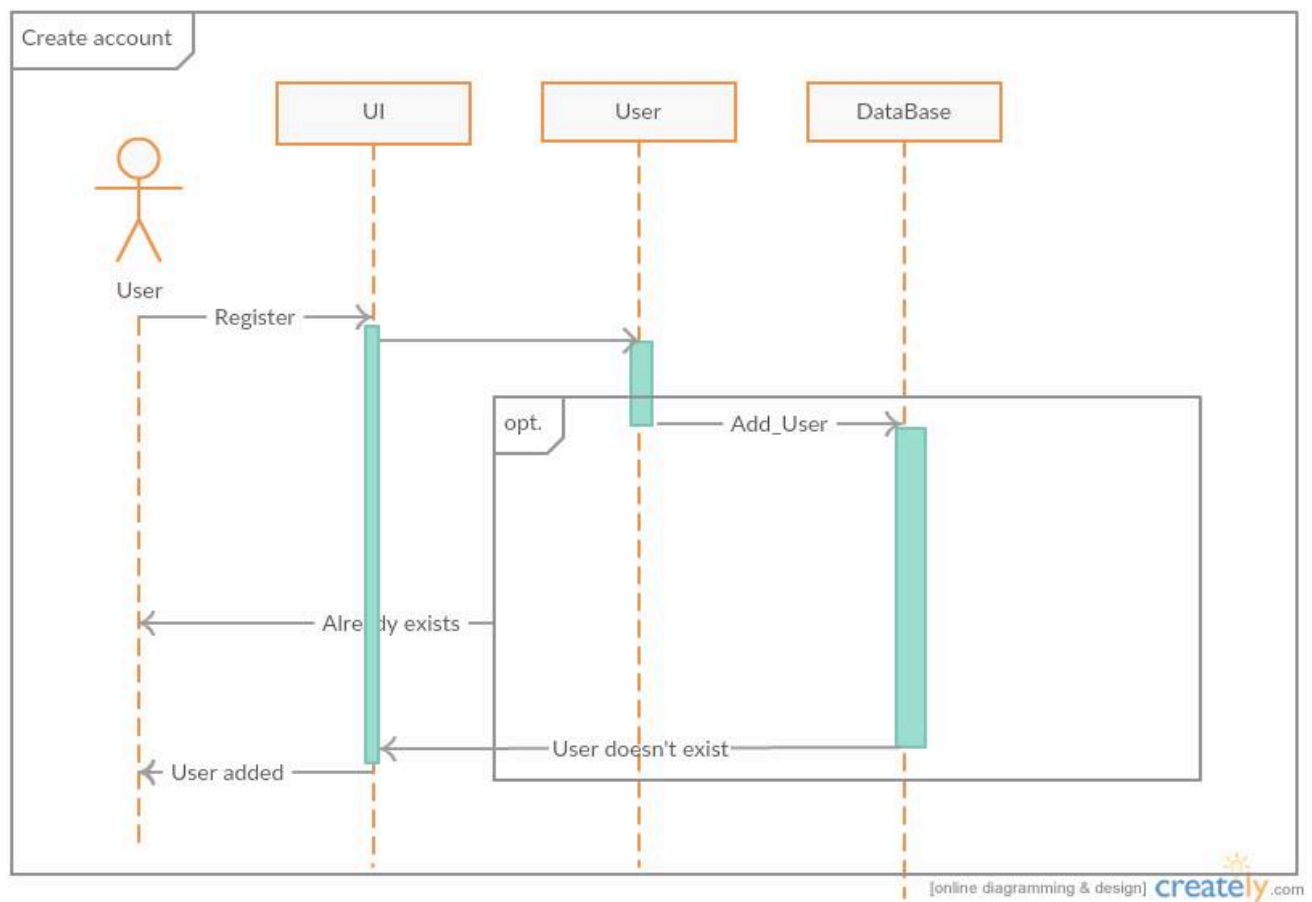 Create account
UI
User
DataBase
User
Register
opt.
Add_User
Already exists
User doesn't exist
User added
[online diagramming & design] creately.com